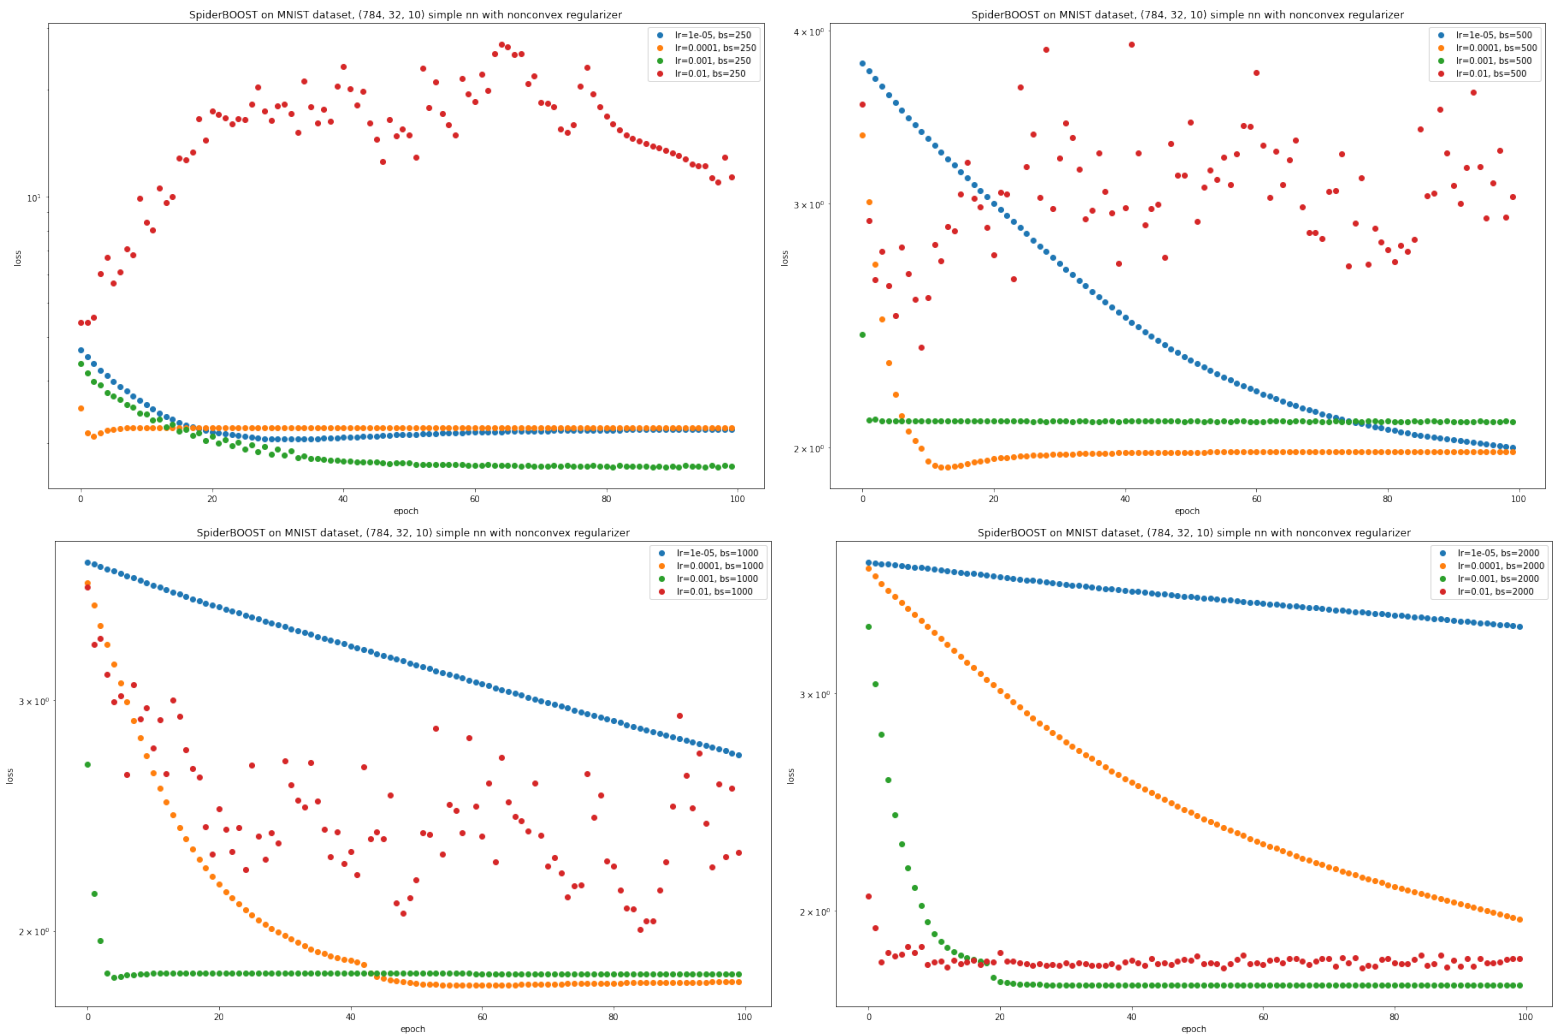 SpiderBOOST on MNIST dataset, (784, 32, 10) simple nn with nonconvex regularizer
lr=1e-05, bs=250
lr=0.0001, bs=250
lr=0.001, bs=250
lr=0.01, bs=250
10¹
loss
0
20
40
60
80
100
epoch
SpiderBOOST on MNIST dataset, (784, 32, 10) simple nn with nonconvex regularizer
lr=1e-05, bs=500
lr=0.0001, bs=500
lr=0.001, bs=500
lr=0.01, bs=500
4 × 10⁰
3 × 10⁰
2 × 10⁰
loss
0
20
40
60
80
100
epoch
SpiderBOOST on MNIST dataset, (784, 32, 10) simple nn with nonconvex regularizer
lr=1e-05, bs=1000
lr=0.0001, bs=1000
lr=0.001, bs=1000
lr=0.01, bs=1000
3 × 10⁰
2 × 10⁰
loss
0
20
40
60
80
100
epoch
SpiderBOOST on MNIST dataset, (784, 32, 10) simple nn with nonconvex regularizer
lr=1e-05, bs=2000
lr=0.0001, bs=2000
lr=0.001, bs=2000
lr=0.01, bs=2000
3 × 10⁰
2 × 10⁰
loss
0
20
40
60
80
100
epoch